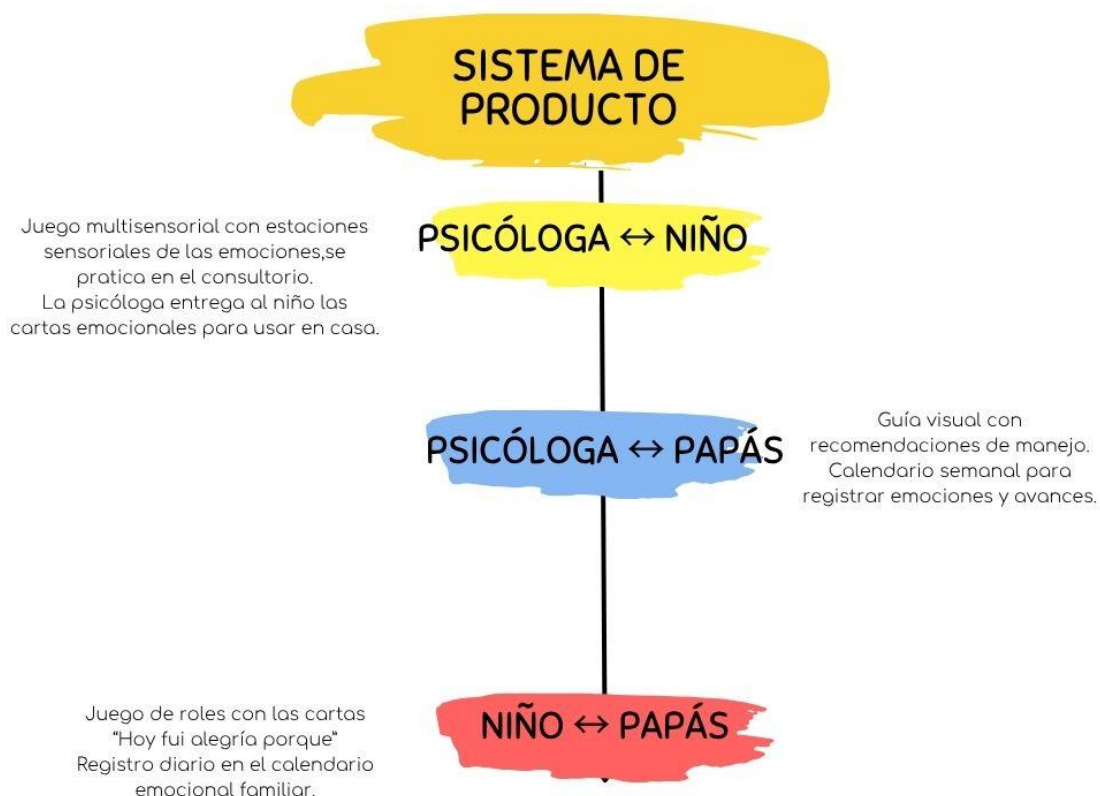 SISTEMA DE
PRODUCTO
PSICÓLOGA ↔ NIÑO
Juego multisensorial con estaciones
sensoriales de las emociones,se
pratica en el consultorio.
La psicóloga entrega al niño las
cartas emocionales para usar en casa.
PSICÓLOGA ↔ PAPÁS
Guía visual con
recomendaciones de manejo.
Calendario semanal para
registrar emociones y avances.
NIÑO ↔ PAPÁS
Juego de roles con las cartas
“Hoy fui alegría porque”
Registro diario en el calendario
emocional familiar.